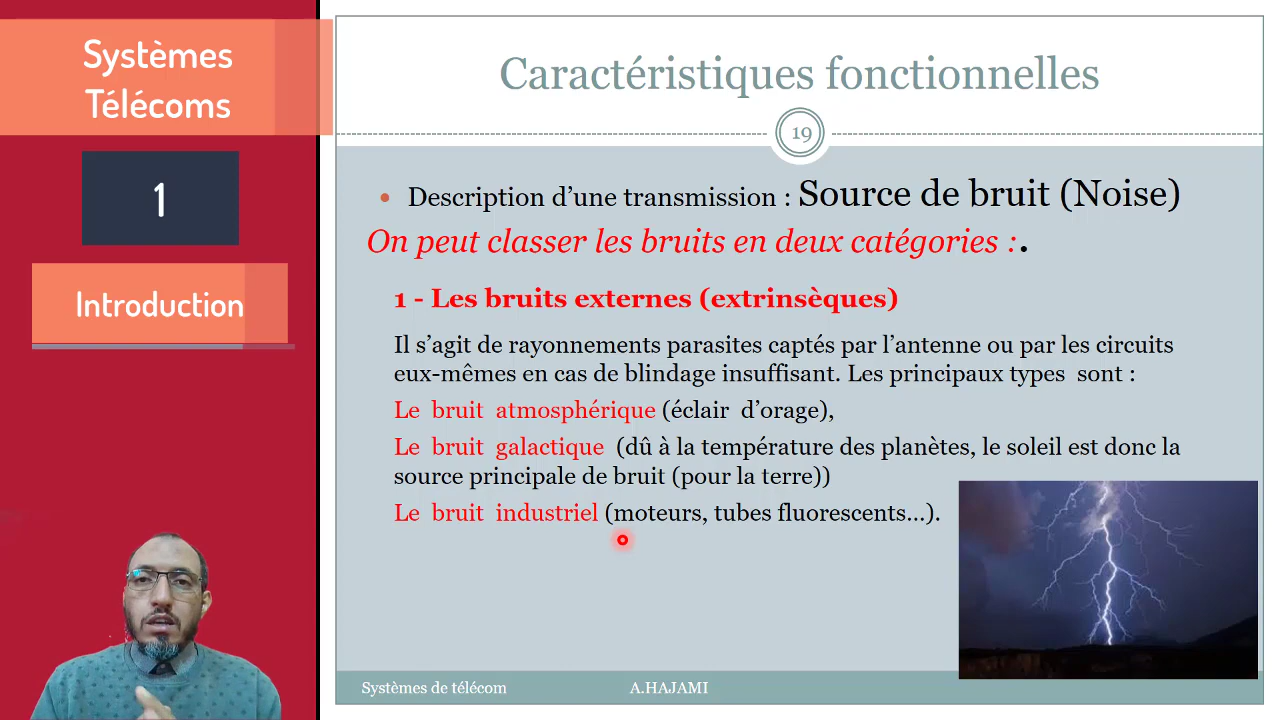 Systèmes
Télécoms
1
Introduction
Caractéristiques fonctionnelles
19
• Description d’une transmission : Source de bruit (Noise)
On peut classer les bruits en deux catégories :.
1 - Les bruits externes (extrinsèques)
Il s’agit de rayonnements parasites captés par l’antenne ou par les circuits
eux-mêmes en cas de blindage insuffisant. Les principaux types sont :
Le bruit atmosphérique (éclair d’orage),
Le bruit galactique (dû à la température des planètes, le soleil est donc la
source principale de bruit (pour la terre))
Le bruit industriel (moteurs, tubes fluorescents…).
Systèmes de télécom
A.HAJAMI